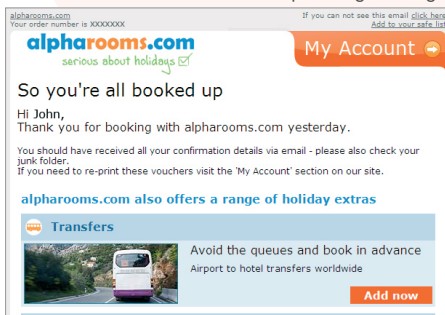 alpharooms.com
If you can not see this email click here
Your order number is XXXXXXX
Add to your safe list
alpharooms.com
serious about holidays
My Account
So you're all booked up
Hi John,
Thank you for booking with alpharooms.com yesterday.
You should have received all your confirmation details via email - please also check your
junk folder.
If you need to re-print these vouchers visit the 'My Account' section on our site.
alpharooms.com also offers a range of holiday extras
Transfers
Avoid the queues and book in advance
Airport to hotel transfers worldwide
Add now